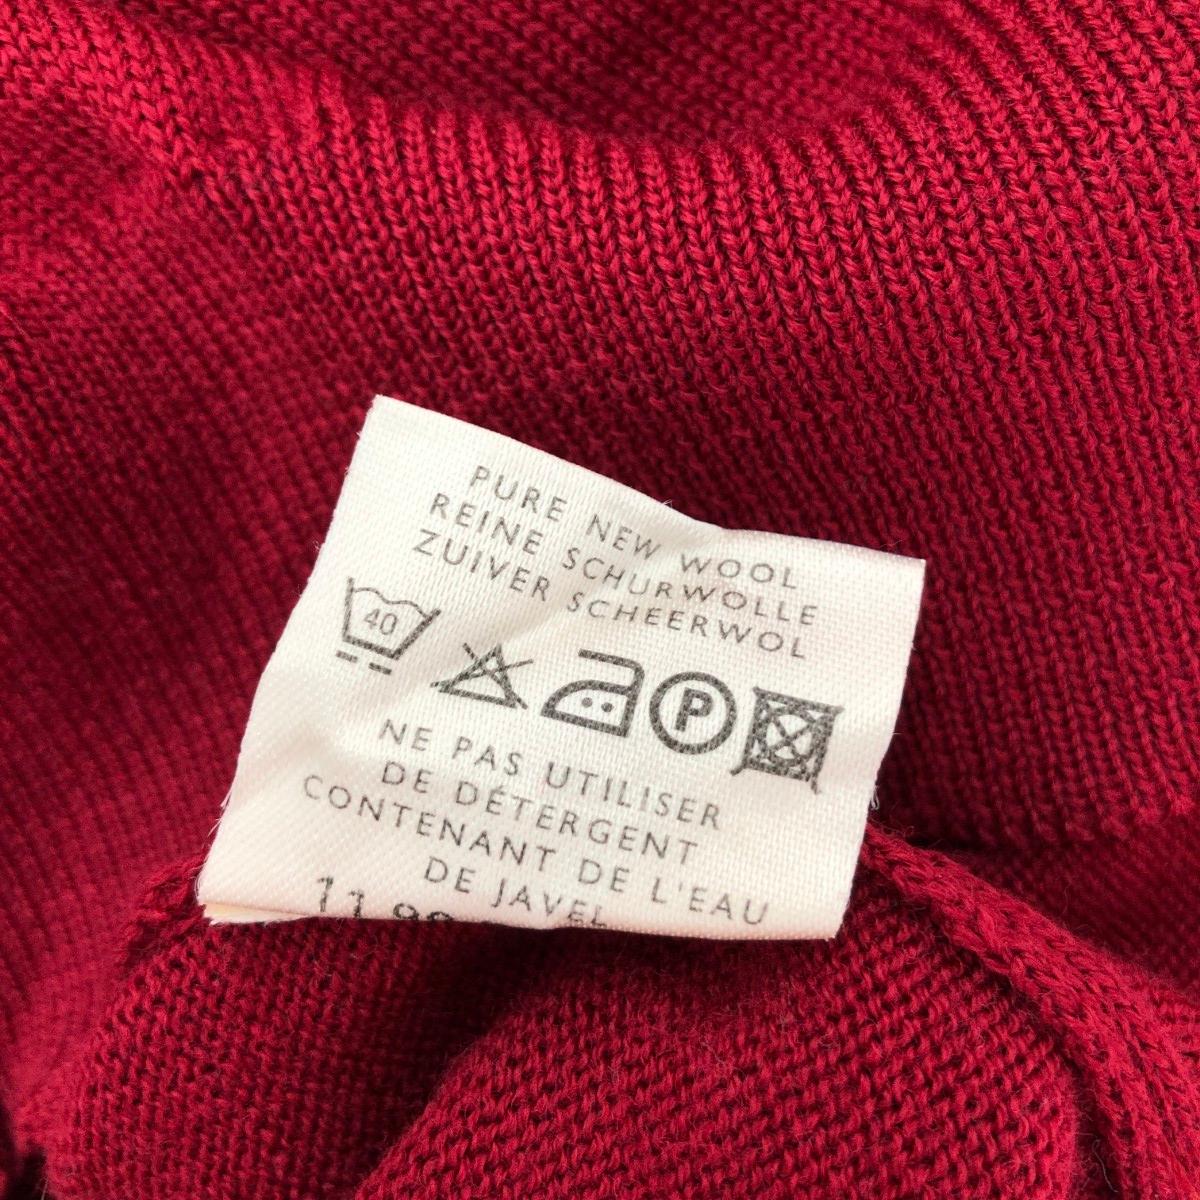 PURE NEW WOOL
REINE SCHURWOLLE
ZUIVER SCHEERWOL
40 P
NE PAS UTILISER
DE DÉTERGENT
CONTENANT DE L'EAU
DE JAVEL